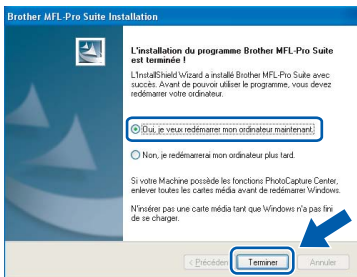 Brother MFL-Pro Suite Installation
L'installation du programme Brother MFL-Pro Suite
est terminée !
L'InstallShield Wizard a installé Brother MFL-Pro Suite avec
succès. Avant de pouvoir utiliser le programme, vous devez
redémarrer votre ordinateur.
Oui, je veux redémarrer mon ordinateur maintenant.
Non, je redémarrerai mon ordinateur plus tard.
Si votre Machine possède les fonctions PhotoCapture Center,
enlever toutes les cartes média avant de redémarrer Windows.
N'insérer pas une carte média tant que Windows n'a pas fini
de se charger.
< Précéden Terminer Annuler